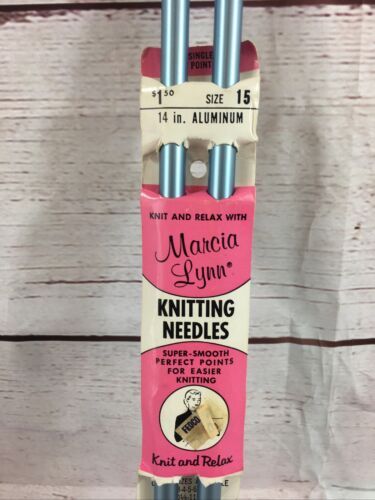 SINGLE
POINT
$1.50 SIZE 15
14 in. ALUMINUM
KNIT AND RELAX WITH
Marcia
Lynn®
KNITTING
NEEDLES
SUPER-SMOOTH
PERFECT POINTS
FOR EASIER
KNITTING
FEDCO
Knit and Relax